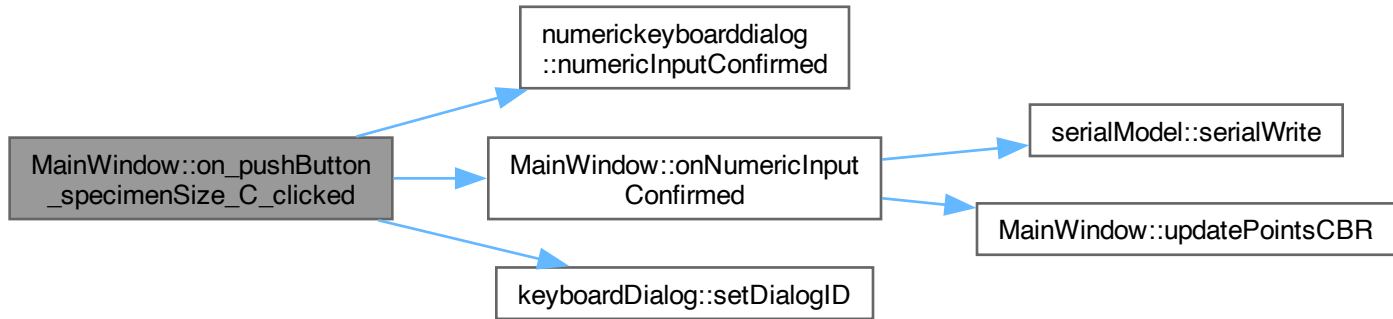 MainWindow::on_pushButton
_specimenSize_C_clicked
numerickeyboarddialog
::numericInputConfirmed
MainWindow::onNumericInput
Confirmed
keyboardDialog::setDialogID
serialModel::serialWrite
MainWindow::updatePointsCBR